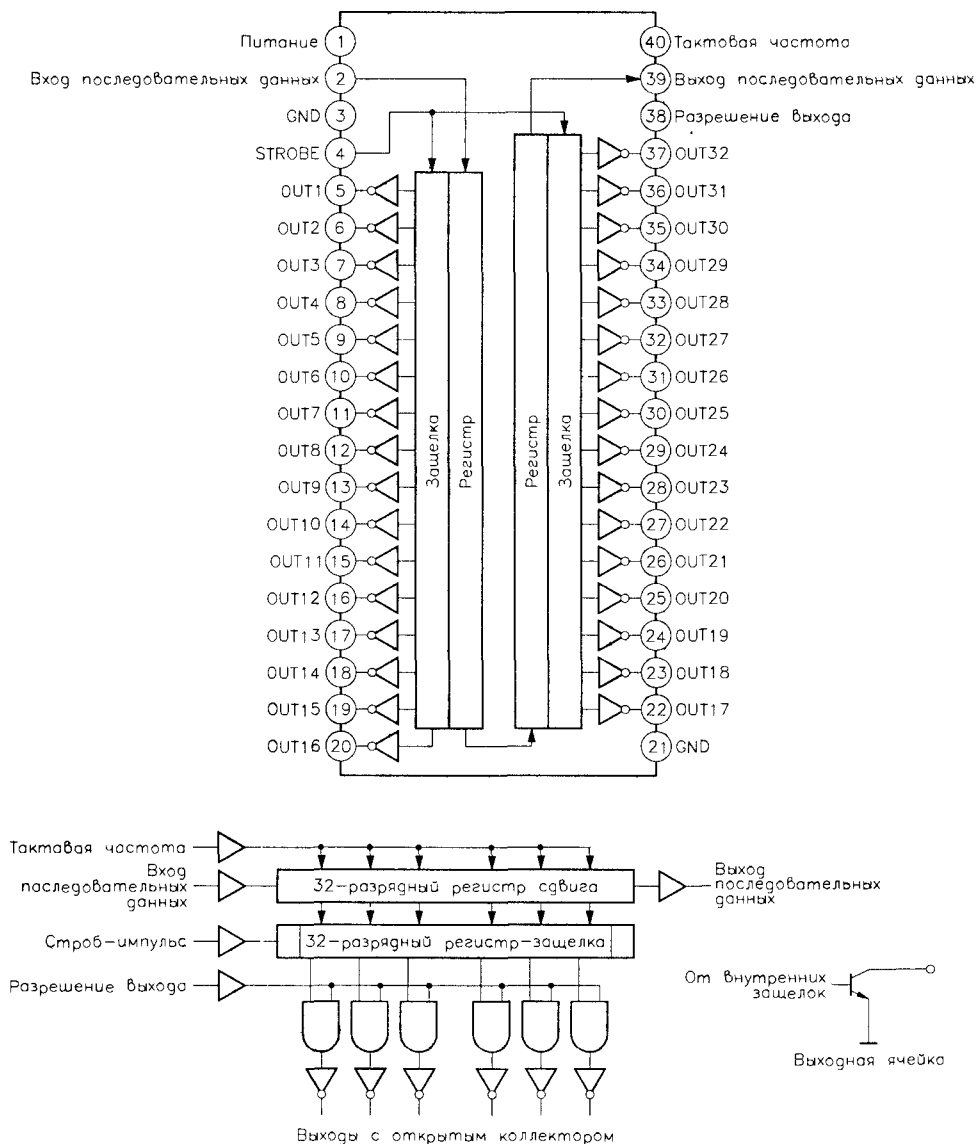 Питание 1
40 Тактовая частота
Вход последовательных данных 2
39 Выход последовательных данных
GND 3
38 Разрешение выхода
STROBE 4
37 OUT32
OUT1 5
36 OUT31
OUT2 6
35 OUT30
OUT3 7
34 OUT29
OUT4 8
33 OUT28
OUT5 9
32 OUT27
OUT6 10
31 OUT26
OUT7 11
30 OUT25
OUT8 12
29 OUT24
OUT9 13
28 OUT23
OUT10 14
27 OUT22
OUT11 15
26 OUT21
OUT12 16
25 OUT20
OUT13 17
24 OUT19
OUT14 18
23 OUT18
OUT15 19
22 OUT17
OUT16 20
21 GND
Защелка
Регистр
Регистр
Защелка
Тактавая частота
Вход
паследовательных
данных
32-разрядный регистр сдвига
Выход
последовательных
данных
Строб-импульс
32-разрядный регистр-защелка
Разрешение выхода
От внутренних
защелок
Выходная ячейка
Выходы с открытым коллектором